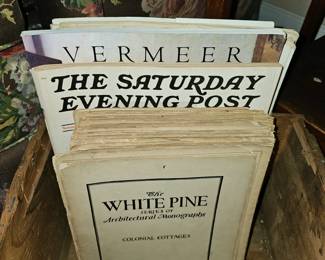 VERMEER
THE SATURDAY
EVENING POST
The
WHITE PINE
SERIES OF
Architectural Monographs
COLONIAL COTTAGES